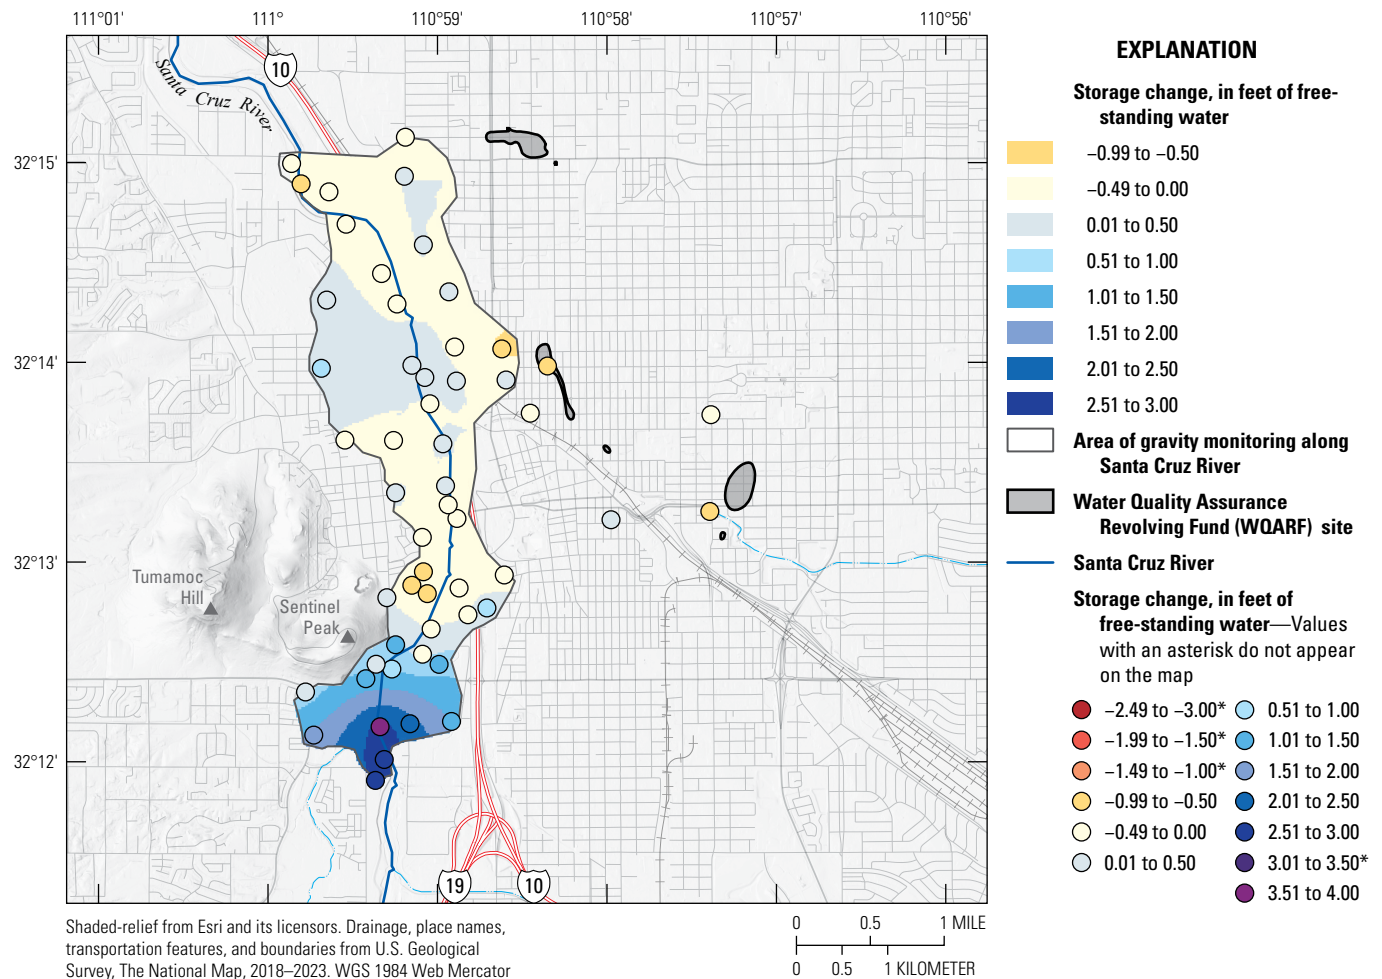 111°01' 111° 110°59' 110°58' 110°57' 110°56'
32°15'
32°14'
32°13'
32°12'
10
Santa Cruz River
Tumamoc
Hill
Sentinel
Peak
19
10
EXPLANATION
Storage change, in feet of free-
standing water
−0.99 to −0.50
−0.49 to 0.00
0.01 to 0.50
0.51 to 1.00
1.01 to 1.50
1.51 to 2.00
2.01 to 2.50
2.51 to 3.00
Area of gravity monitoring along
Santa Cruz River
Water Quality Assurance
Revolving Fund (WQARF) site
Santa Cruz River
Storage change, in feet of
free-standing water—Values
with an asterisk do not appear
on the map
−2.49 to −3.00*
−1.99 to −1.50*
−1.49 to −1.00*
−0.99 to −0.50
−0.49 to 0.00
0.01 to 0.50
0.51 to 1.00
1.01 to 1.50
1.51 to 2.00
2.01 to 2.50
2.51 to 3.00
3.01 to 3.50*
3.51 to 4.00
Shaded-relief from Esri and its licensors. Drainage, place names,
transportation features, and boundaries from U.S. Geological
Survey, The National Map, 2018–2023. WGS 1984 Web Mercator
0 0.5 1 MILE
0 0.5 1 KILOMETER